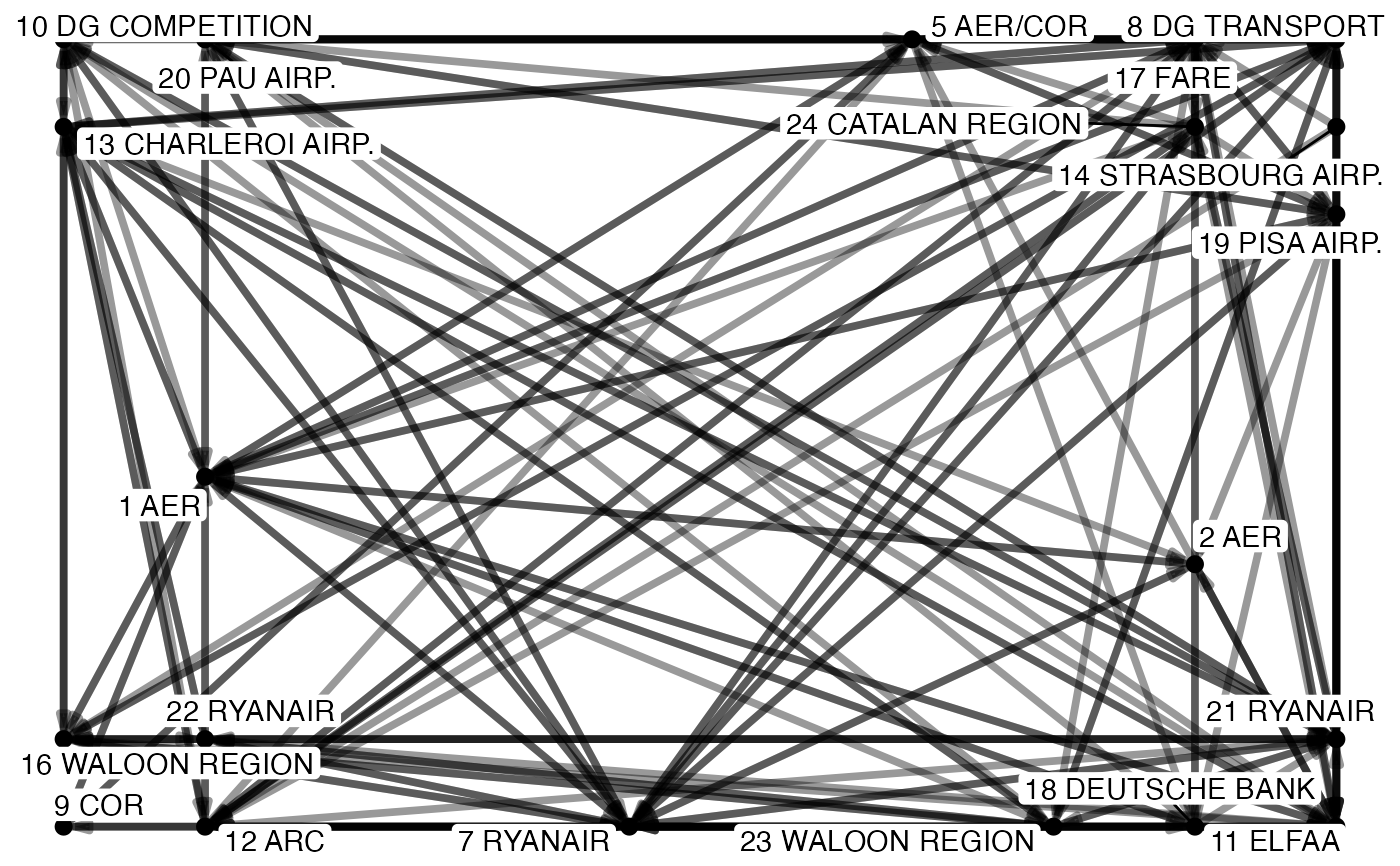 10 DG COMPETITION
5 AER/COR
8 DG TRANSPORT
20 PAU AIRP.
17 FARE
24 CATALAN REGION
13 CHARLEROI AIRP.
14 STRASBOURG AIRP.
19 PISA AIRP.
1 AER
2 AER
22 RYANAIR
21 RYANAIR
16 WALOON REGION
18 DEUTSCHE BANK
9 COR
12 ARC
7 RYANAIR
23 WALOON REGION
11 ELFAA